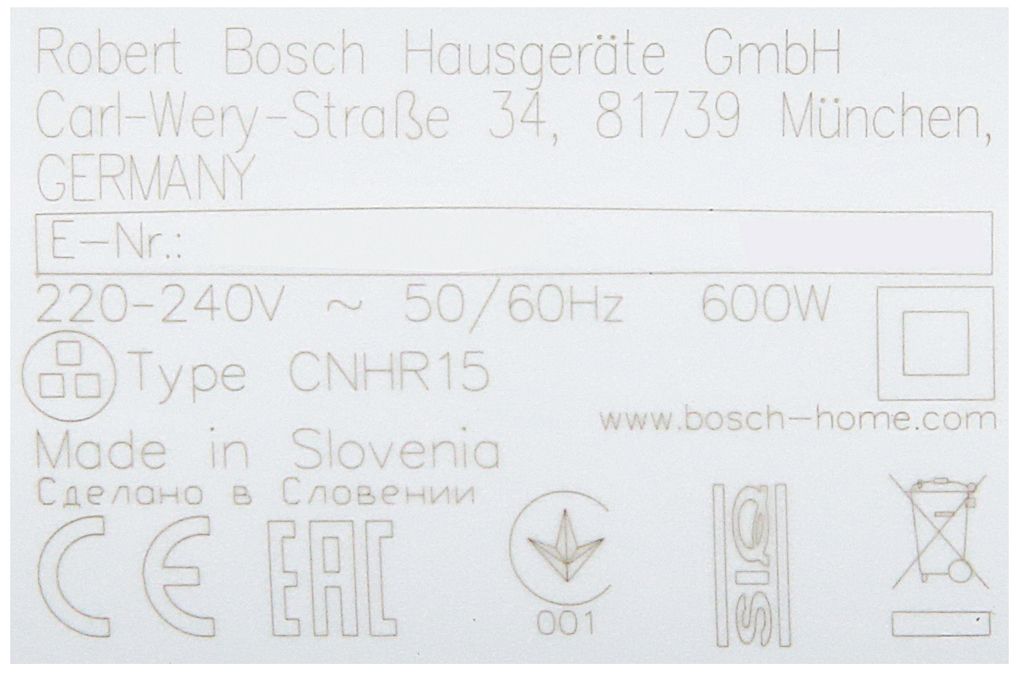 Robert Bosch Hausgeräte GmbH
Carl-Wery-Straße 34, 81739 München,
GERMANY
E-Nr.:
220-240V ~ 50/60Hz 600W
Type CNHR15
www.bosch-home.com
Made in Slovenia
Сделано в Словении
CE EAC 001 SIQ